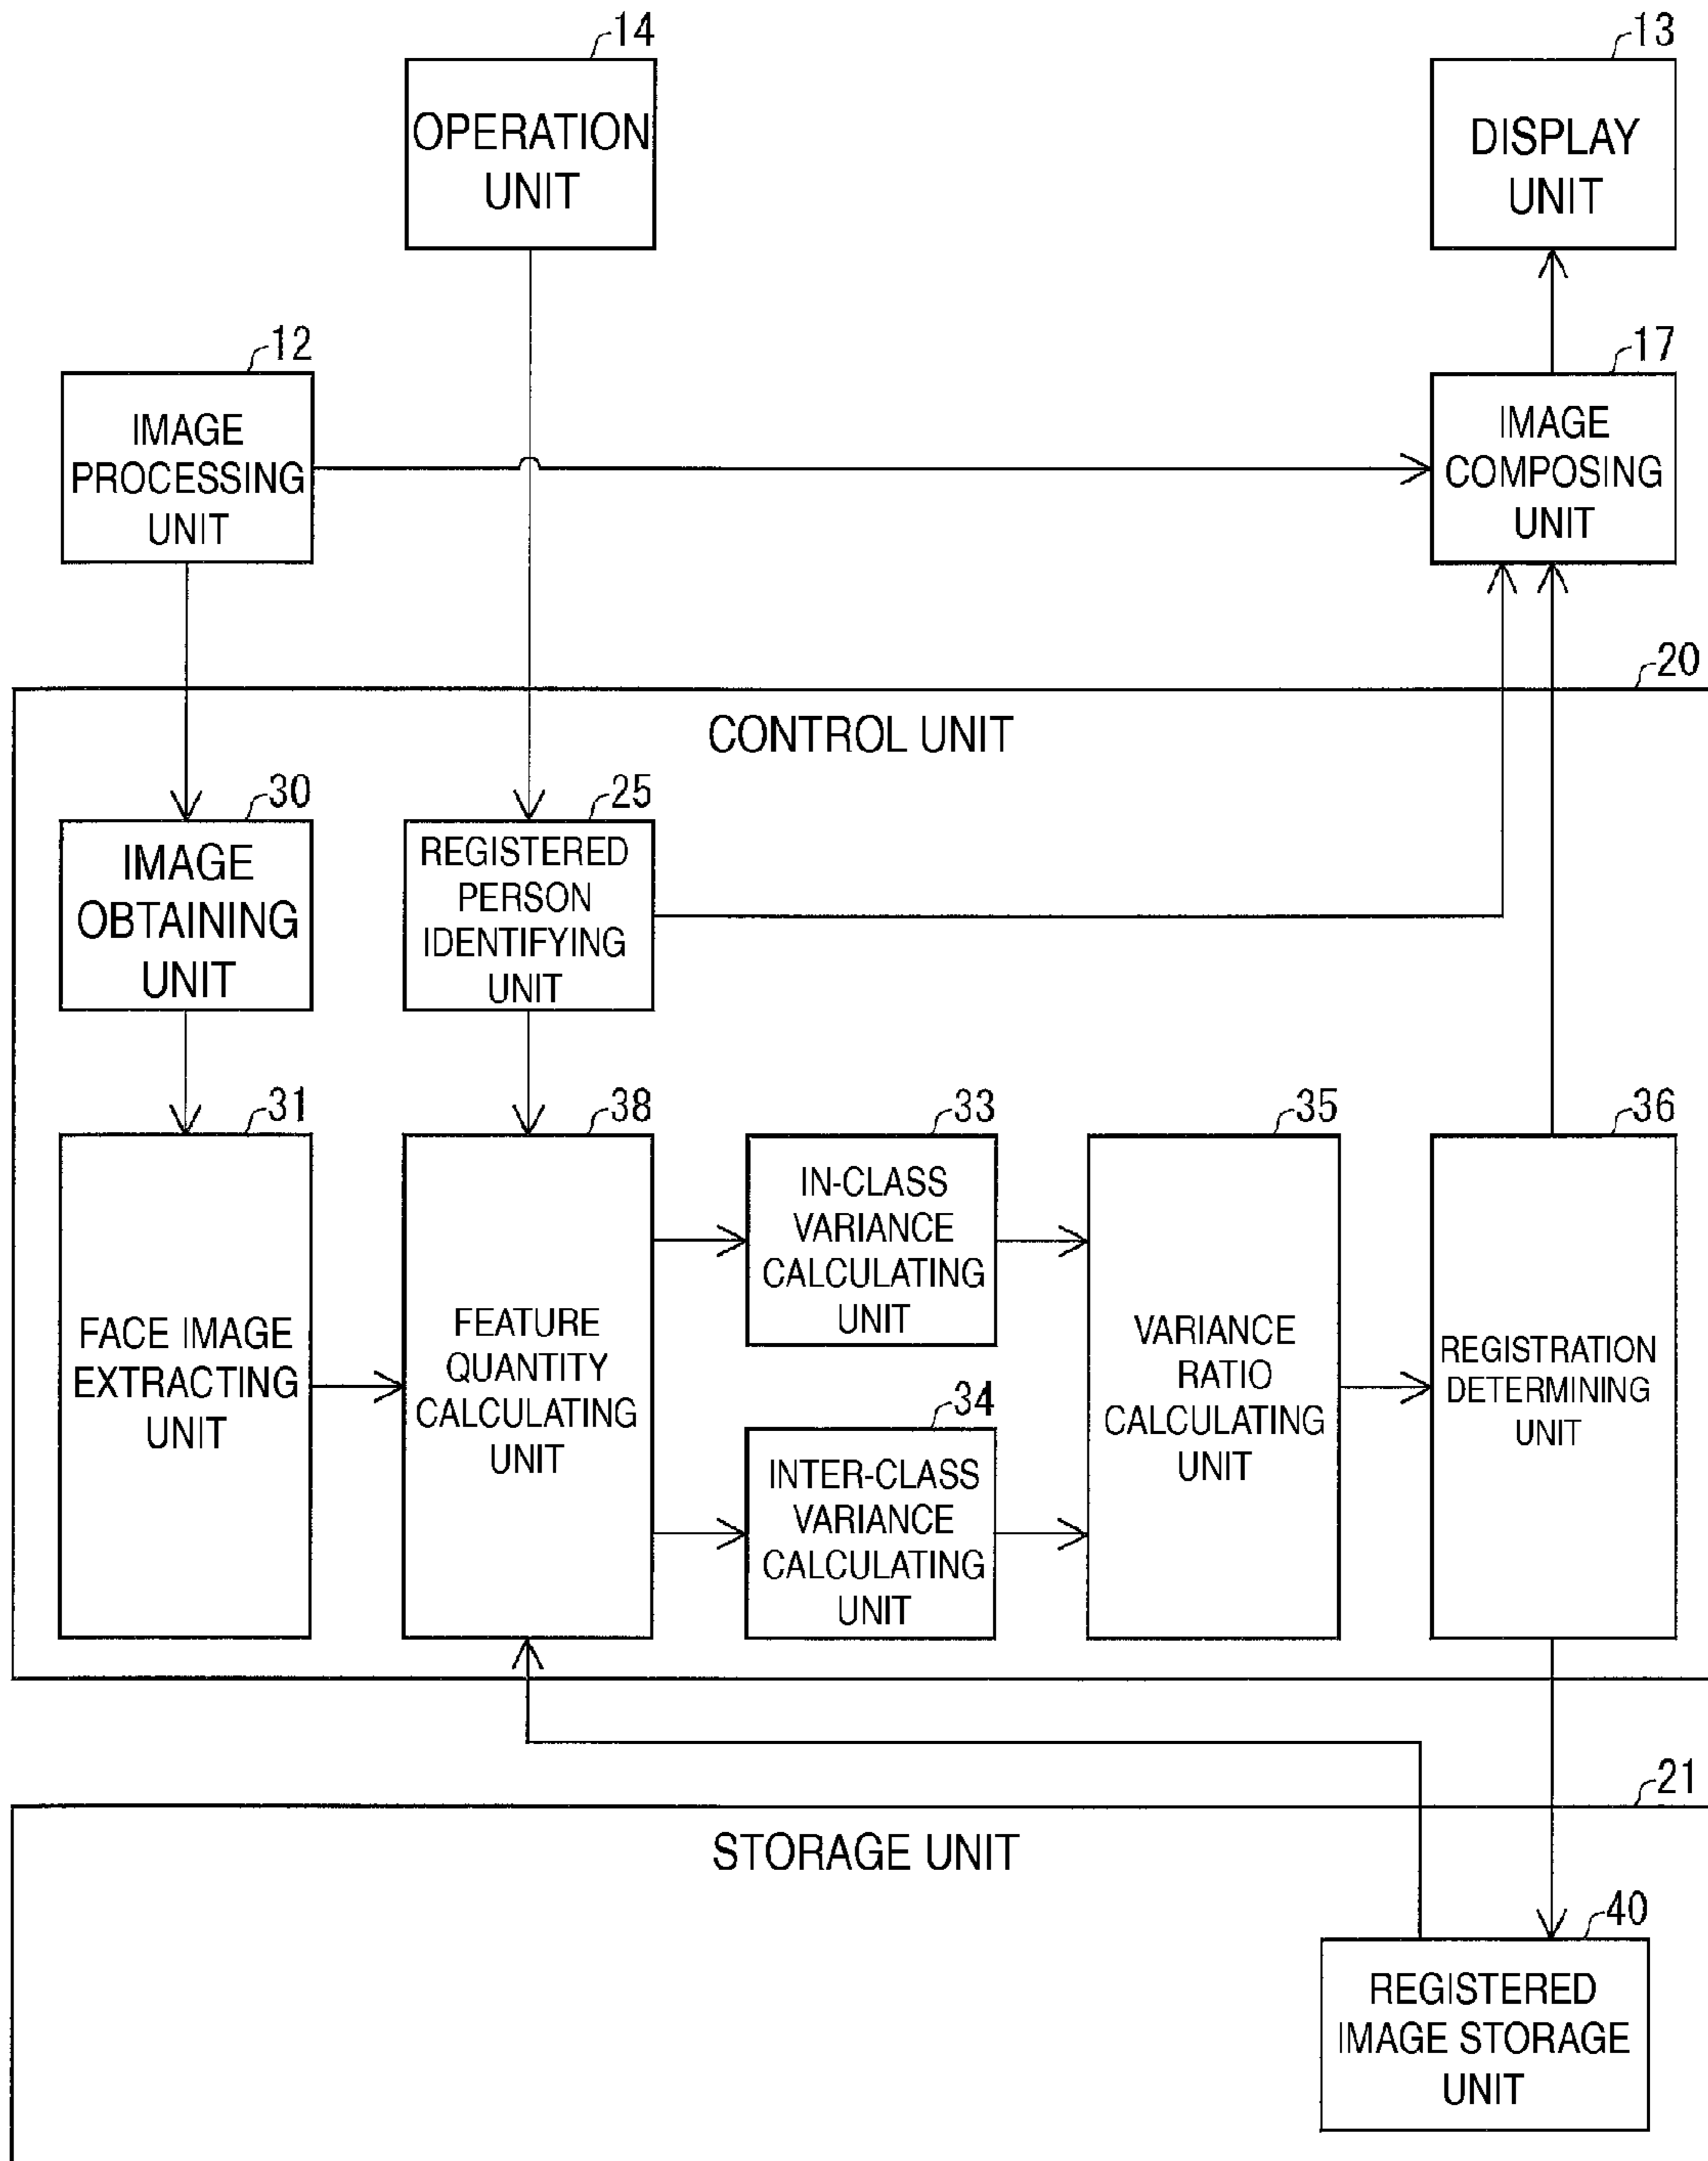 14
OPERATION
UNIT
13
DISPLAY
UNIT
12
IMAGE
PROCESSING
UNIT
17
IMAGE
COMPOSING
UNIT
20
CONTROL UNIT
30
IMAGE
OBTAINING
UNIT
25
REGISTERED
PERSON
IDENTIFYING
UNIT
31
FACE IMAGE
EXTRACTING
UNIT
38
FEATURE
QUANTITY
CALCULATING
UNIT
33
IN-CLASS
VARIANCE
CALCULATING
UNIT
34
INTER-CLASS
VARIANCE
CALCULATING
UNIT
35
VARIANCE
RATIO
CALCULATING
UNIT
36
REGISTRATION
DETERMINING
UNIT
21
STORAGE UNIT
40
REGISTERED
IMAGE STORAGE
UNIT